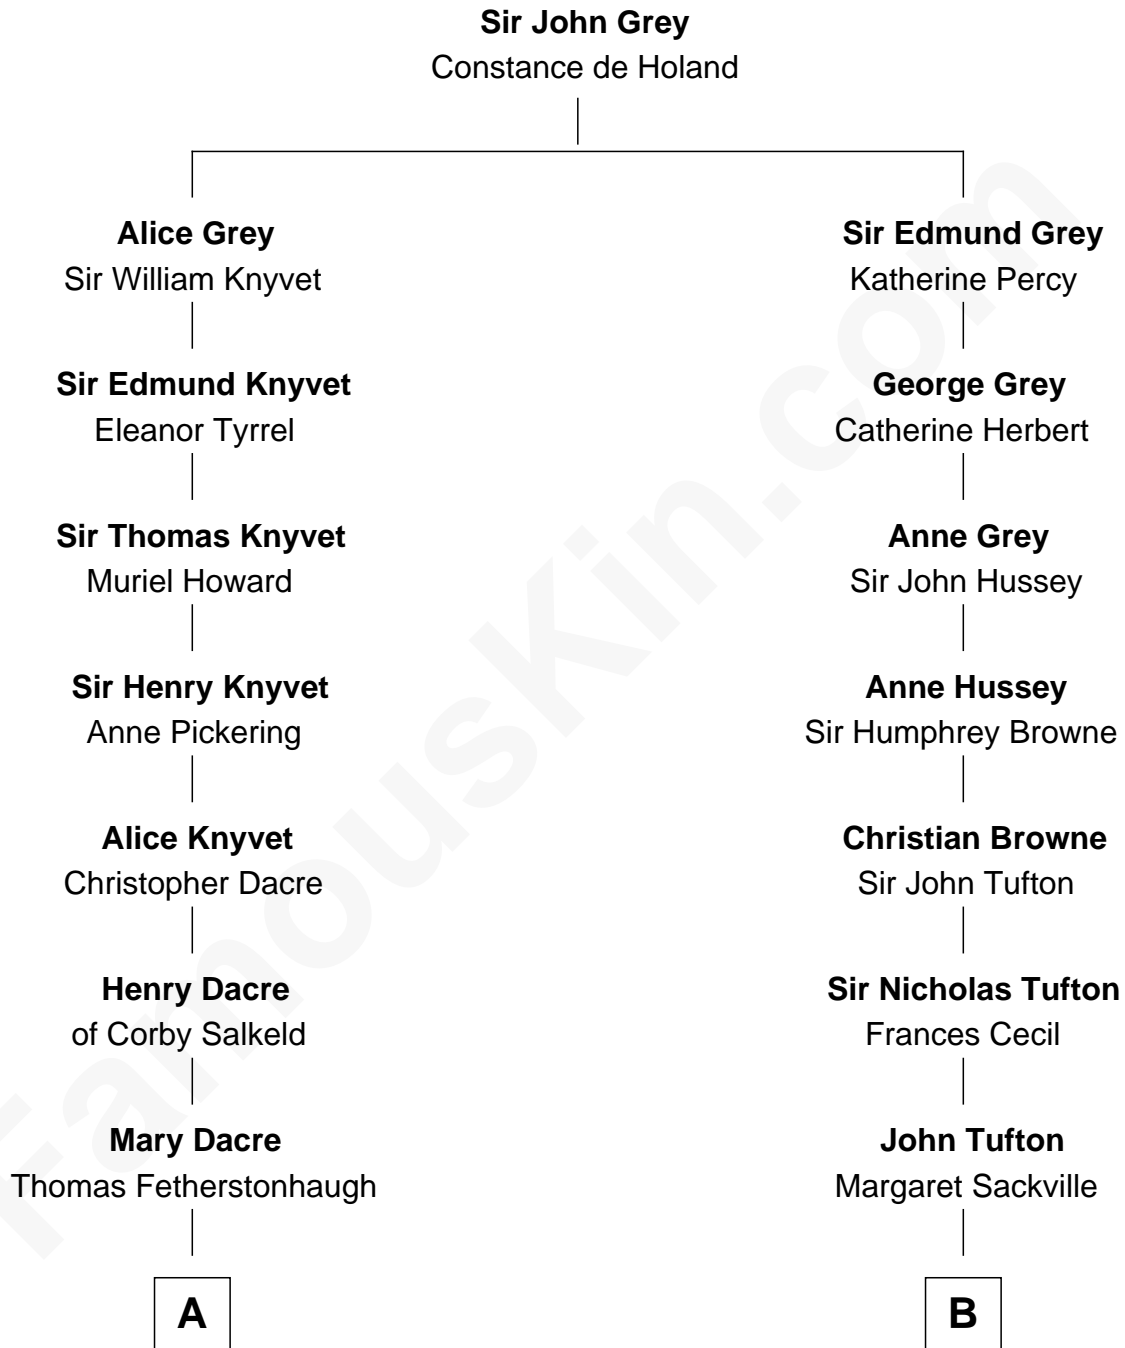 Sir John Grey
Constance de Holand
Alice Grey
Sir William Knyvet
Sir Edmund Grey
Katherine Percy
Sir Edmund Knyvet
Eleanor Tyrrel
George Grey
Catherine Herbert
Sir Thomas Knyvet
Muriel Howard
Anne Grey
Sir John Hussey
Sir Henry Knyvet
Anne Pickering
Anne Hussey
Sir Humphrey Browne
Alice Knyvet
Christopher Dacre
Christian Browne
Sir John Tufton
Henry Dacre
of Corby Salkeld
Sir Nicholas Tufton
Frances Cecil
Mary Dacre
Thomas Fetherstonhaugh
John Tufton
Margaret Sackville
A
B
FamousKin.com